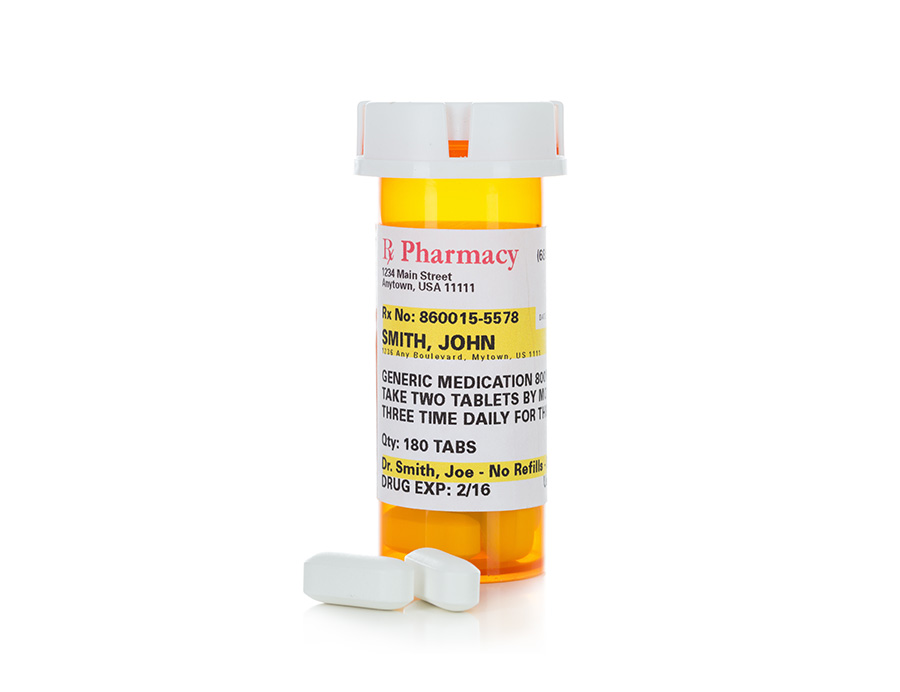 ℞ Pharmacy (68
1234 Main Street
Anytown, USA 11111
Rx No: 860015-5578
SMITH, JOHN
1236 Any Boulevard, Mytown, US 1111
GENERIC MEDICATION 800
TAKE TWO TABLETS BY
THREE TIME DAILY FOR
Qty: 180 TABS
Dr. Smith, Joe - No Refills -
DRUG EXP: 2/16